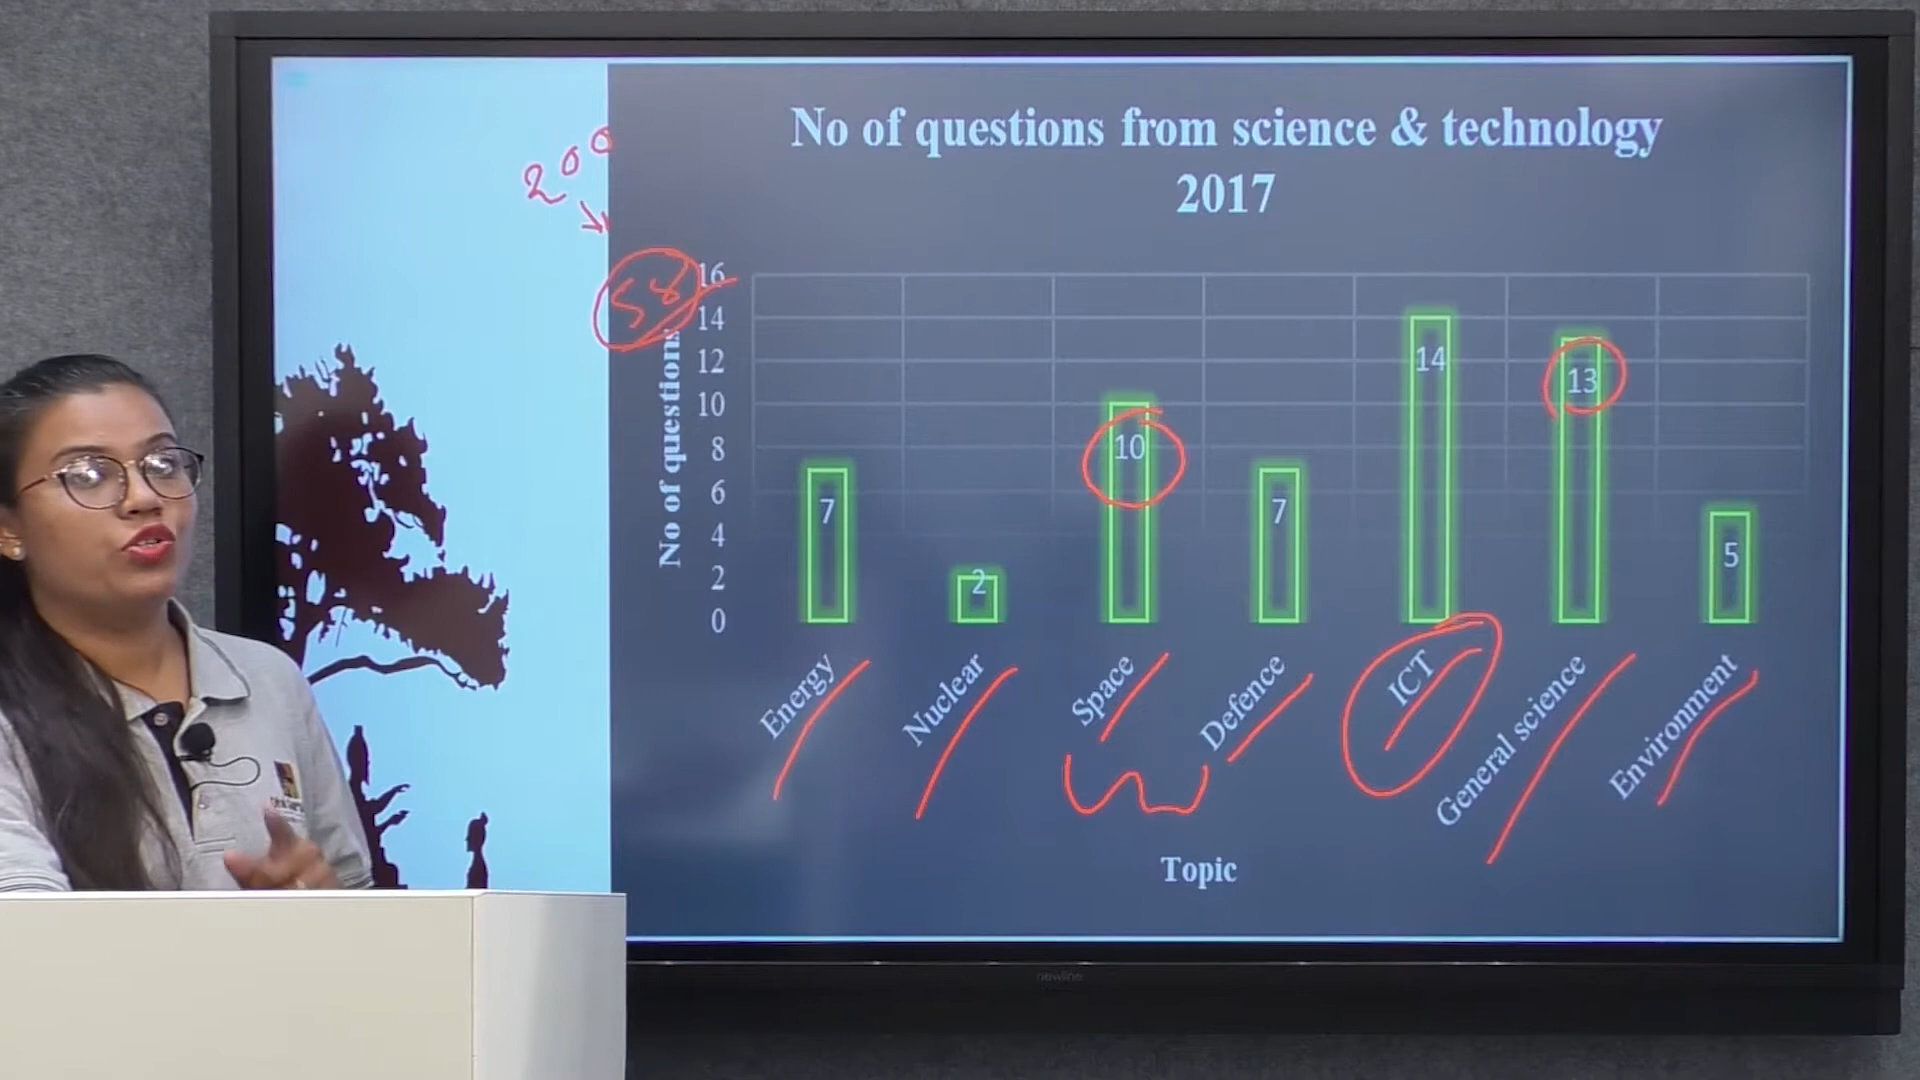 No of questions from science & technology
2017
200
58
16
14
12
10
8
6
4
2
0
No of questions
7
2
10
7
14
13
5
Energy
Nuclear
Space
Defence
ICT
General science
Environment
Topic
newline